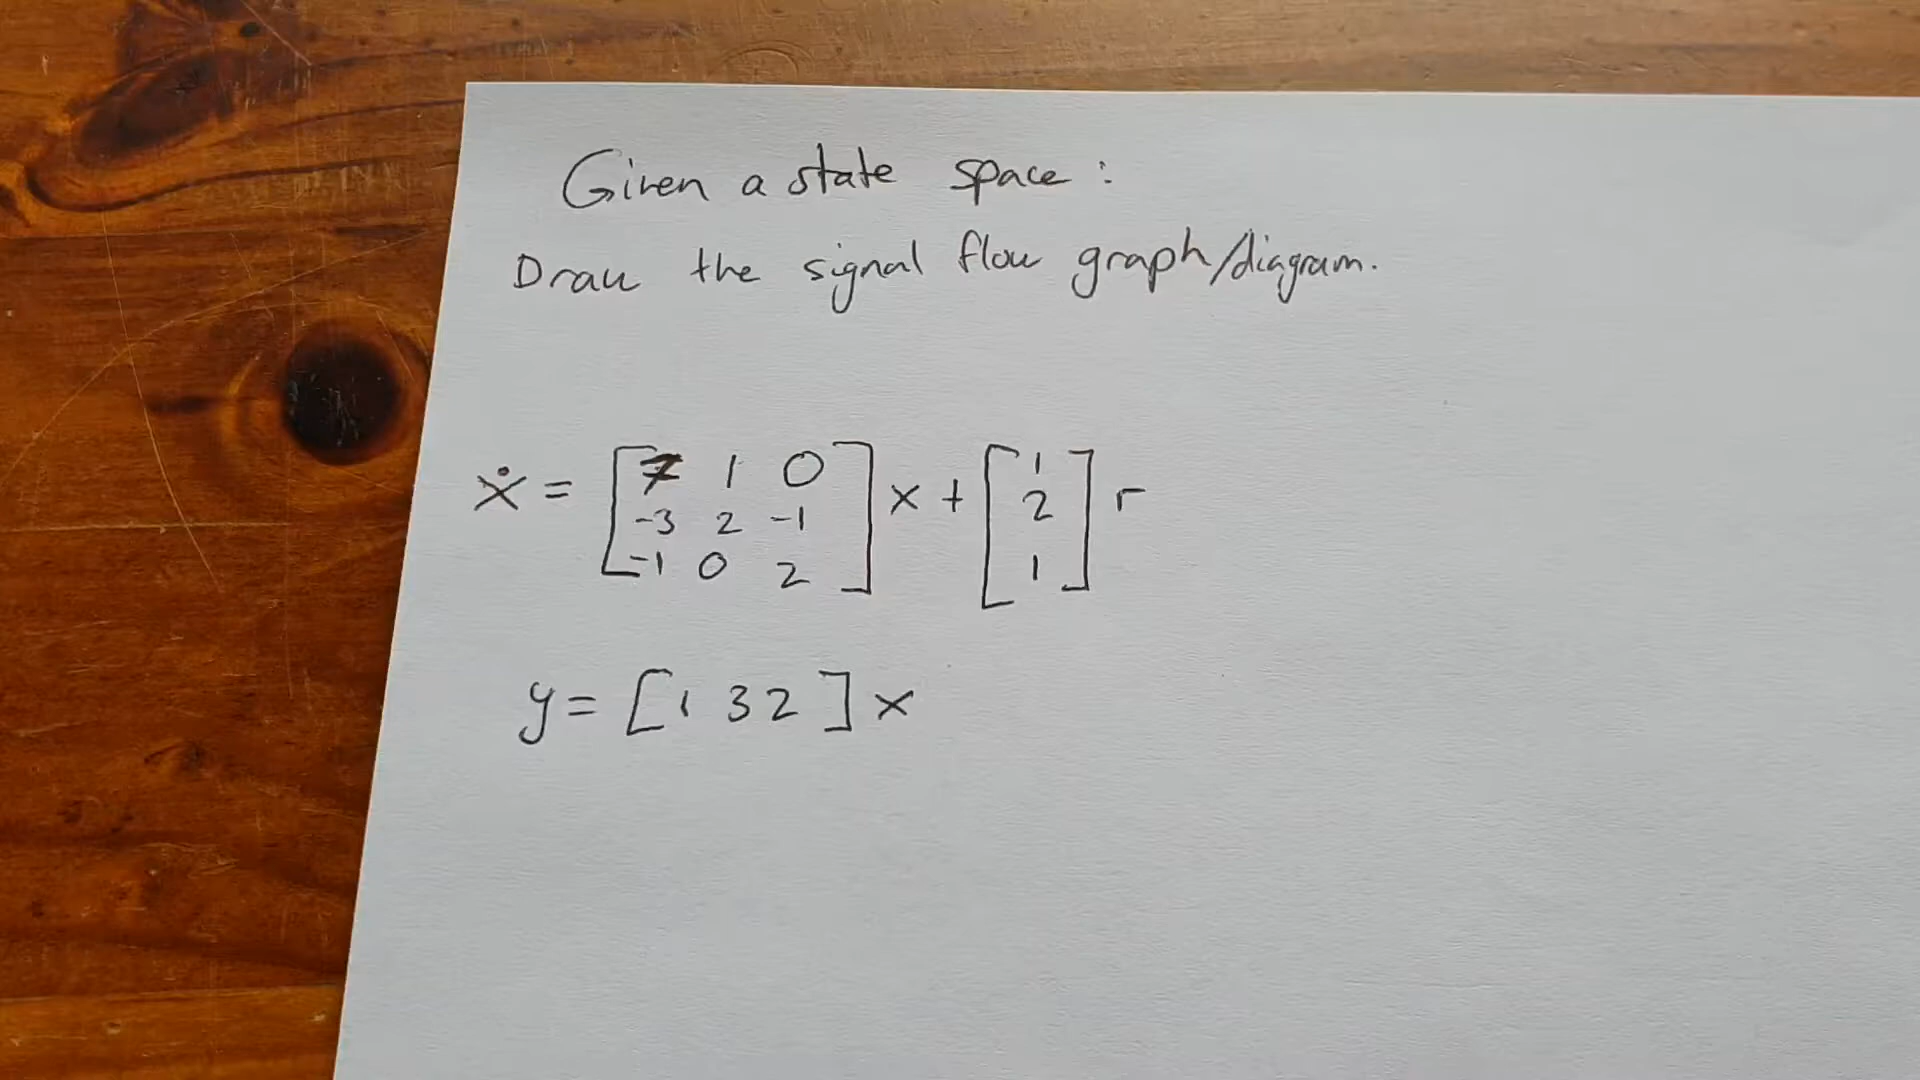 Given a state space :
Draw the signal flow graph/diagram.
ẋ = [7 1 0; -3 2 -1; -1 0 2] x + [1; 2; 1] r
y = [1 3 2] x